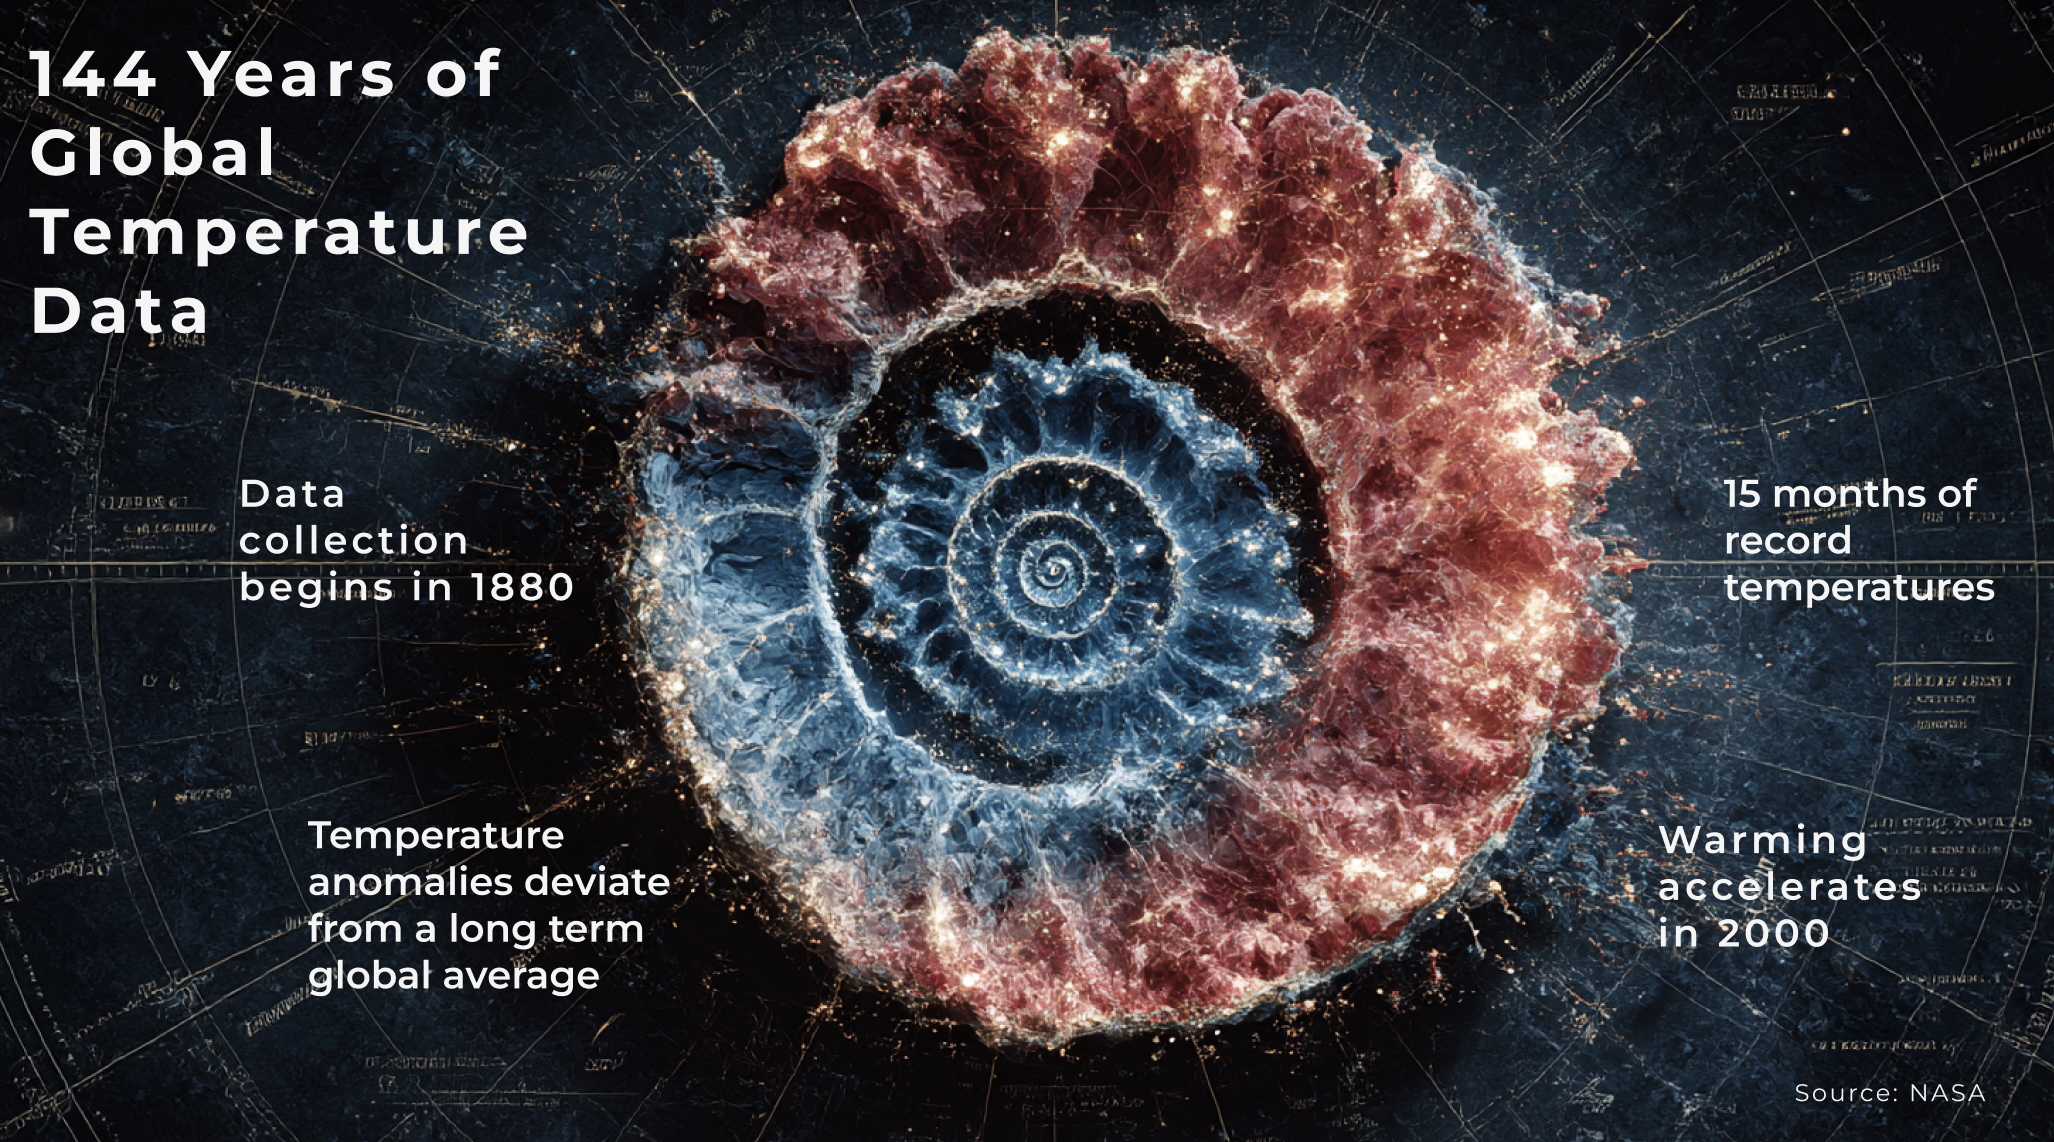 144 Years of
Global
Temperature
Data
Data
collection
begins in 1880
15 months of
record
temperatures
Temperature
anomalies deviate
from a long term
global average
Warming
accelerates
in 2000
Source: NASA